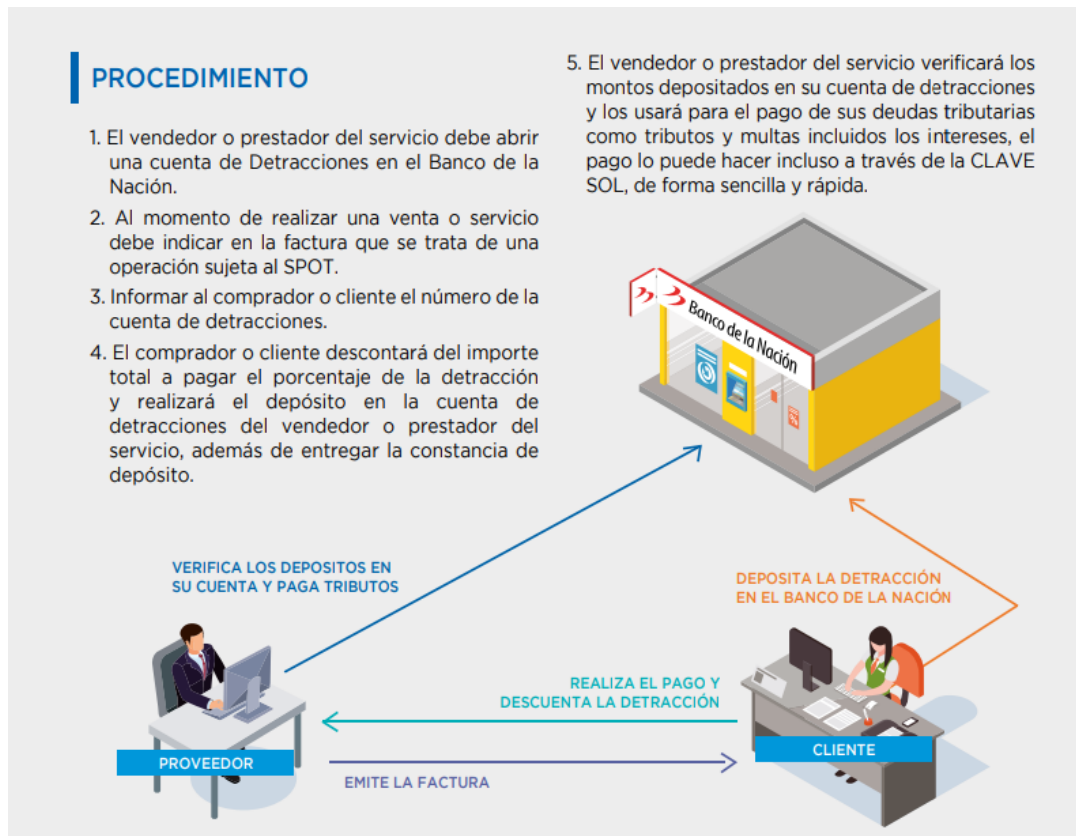 PROCEDIMIENTO
1. El vendedor o prestador del servicio debe abrir
una cuenta de Detracciones en el Banco de la
Nación.
2. Al momento de realizar una venta o servicio
debe indicar en la factura que se trata de una
operación sujeta al SPOT.
3. Informar al comprador o cliente el número de la
cuenta de detracciones.
4. El comprador o cliente descontará del importe
total a pagar el porcentaje de la detracción
y realizará el depósito en la cuenta de
detracciones del vendedor o prestador del
servicio, además de entregar la constancia de
depósito.
5. El vendedor o prestador del servicio verificará los
montos depositados en su cuenta de detracciones
y los usará para el pago de sus deudas tributarias
como tributos y multas incluidos los intereses, el
pago lo puede hacer incluso a través de la CLAVE
SOL, de forma sencilla y rápida.
Banco de la Nación
VERIFICA LOS DEPOSITOS EN
SU CUENTA Y PAGA TRIBUTOS
DEPOSITA LA DETRACCIÓN
EN EL BANCO DE LA NACIÓN
REALIZA EL PAGO Y
DESCUENTA LA DETRACCIÓN
PROVEEDOR
CLIENTE
EMITE LA FACTURA